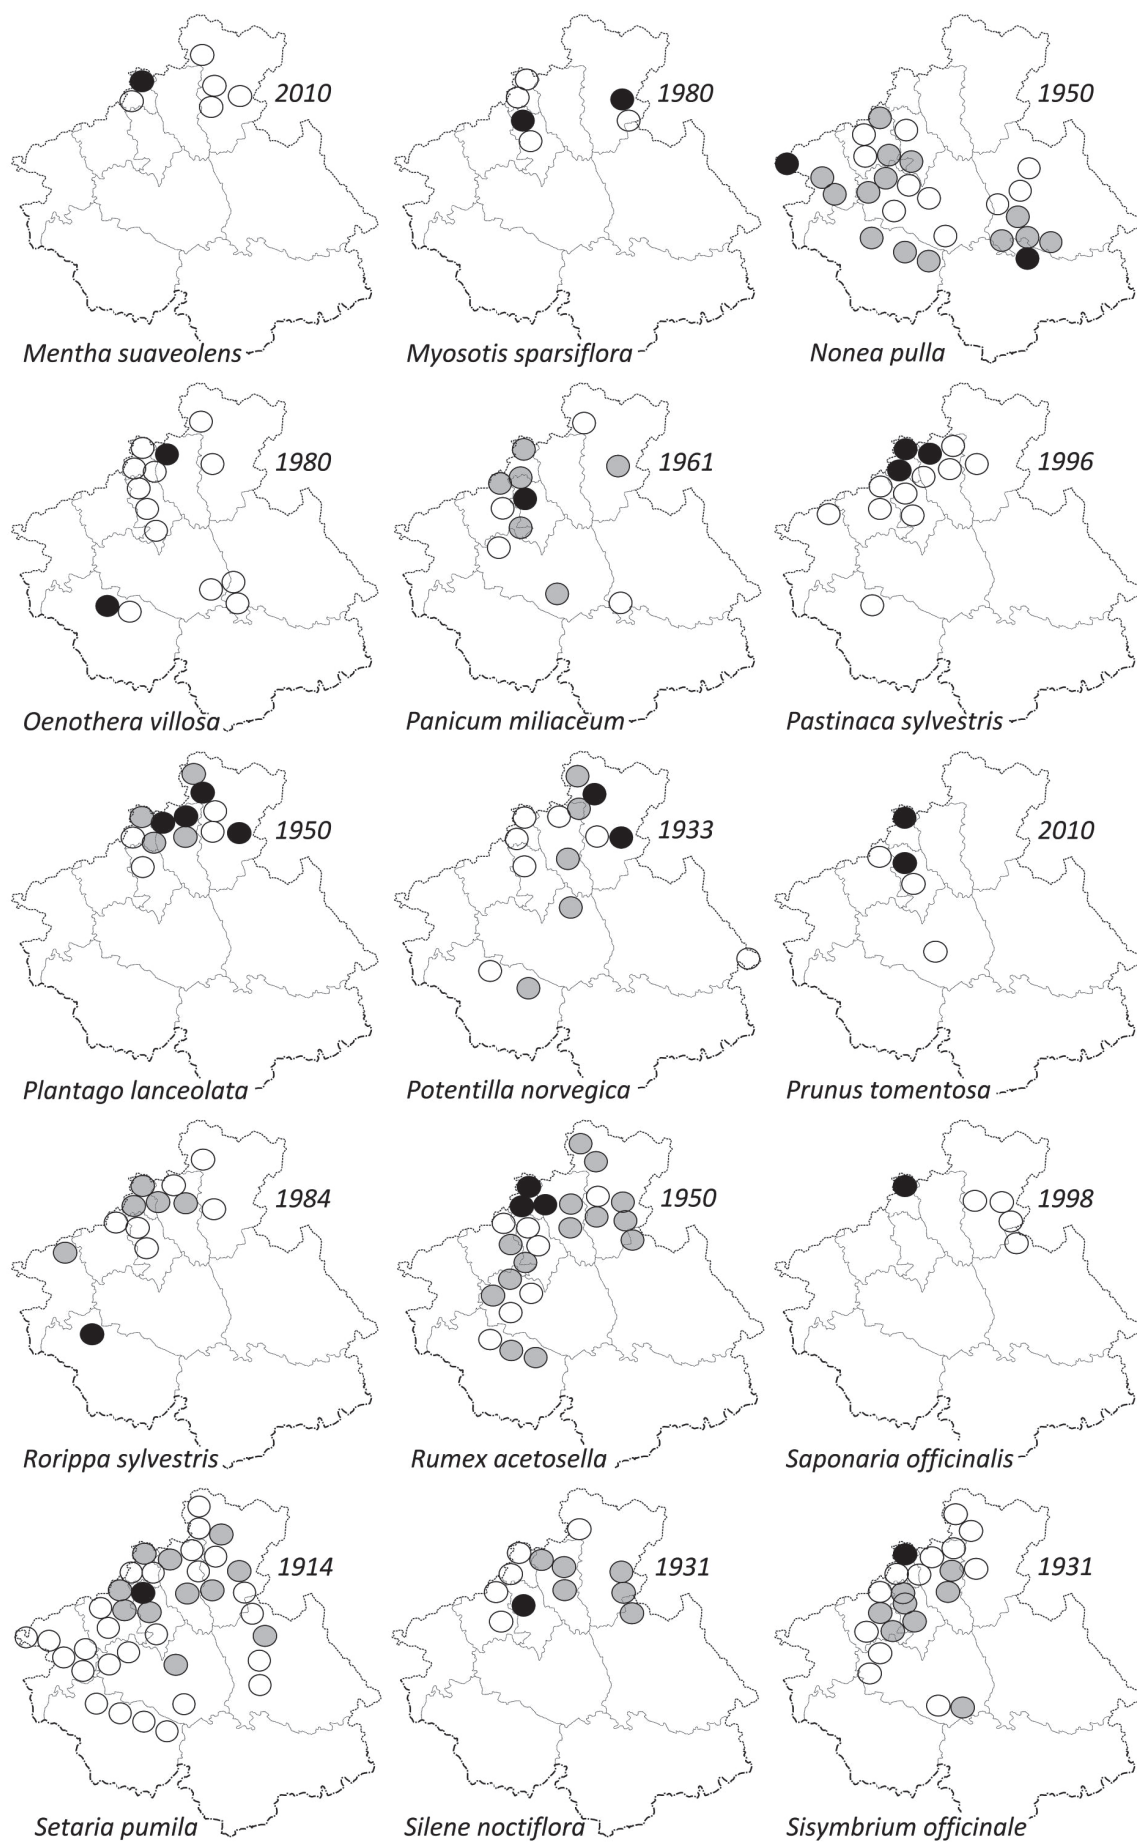 2010
1980
1950
Mentha suaveolens
Myosotis sparsiflora
Nonea pulla
1980
1961
1996
Oenothera villosa
Panicum miliaceum
Pastinaca sylvestris
1950
1933
2010
Plantago lanceolata
Potentilla norvegica
Prunus tomentosa
1984
1950
1998
Rorippa sylvestris
Rumex acetosella
Saponaria officinalis
1914
1931
1931
Setaria pumila
Silene noctiflora
Sisymbrium officinale